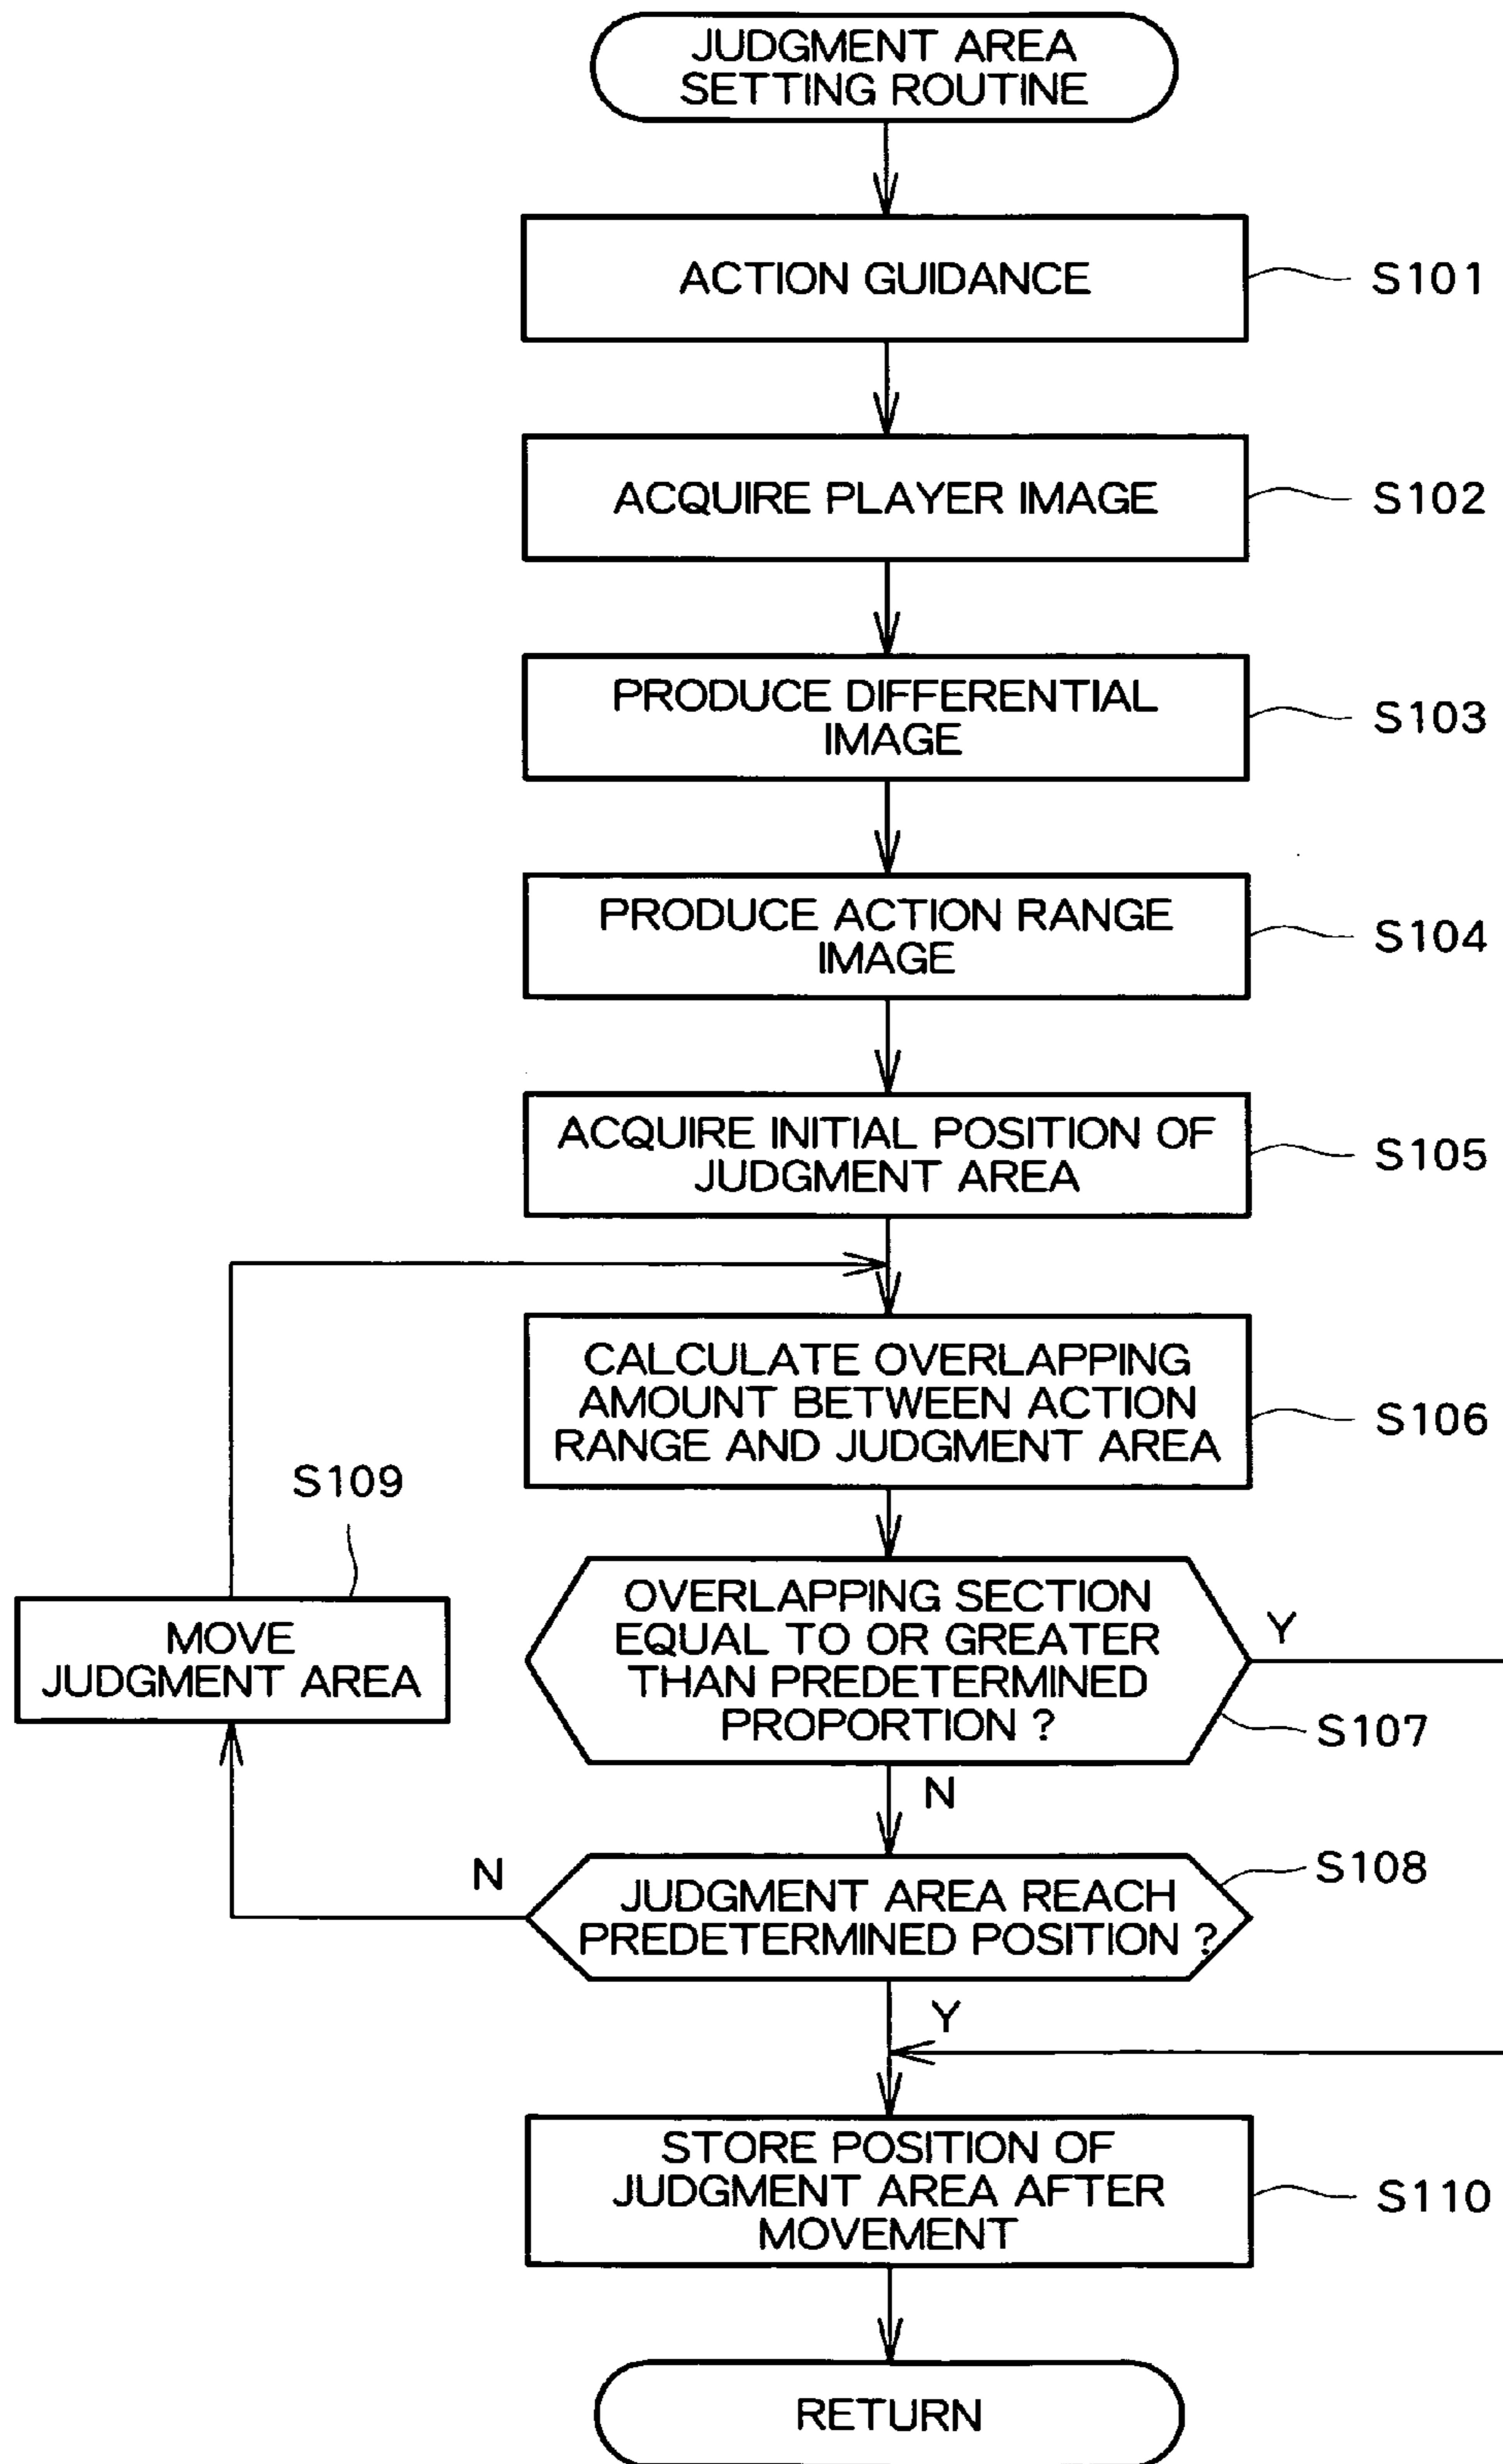 JUDGMENT AREA
SETTING ROUTINE
ACTION GUIDANCE
S101
ACQUIRE PLAYER IMAGE
S102
PRODUCE DIFFERENTIAL
IMAGE
S103
PRODUCE ACTION RANGE
IMAGE
S104
ACQUIRE INITIAL POSITION OF
JUDGMENT AREA
S105
CALCULATE OVERLAPPING
AMOUNT BETWEEN ACTION
RANGE AND JUDGMENT AREA
S106
S109
MOVE
JUDGMENT AREA
OVERLAPPING SECTION
EQUAL TO OR GREATER
THAN PREDETERMINED
PROPORTION ?
Y
S107
N
N
JUDGMENT AREA REACH
PREDETERMINED POSITION ?
S108
Y
STORE POSITION OF
JUDGMENT AREA AFTER
MOVEMENT
S110
RETURN